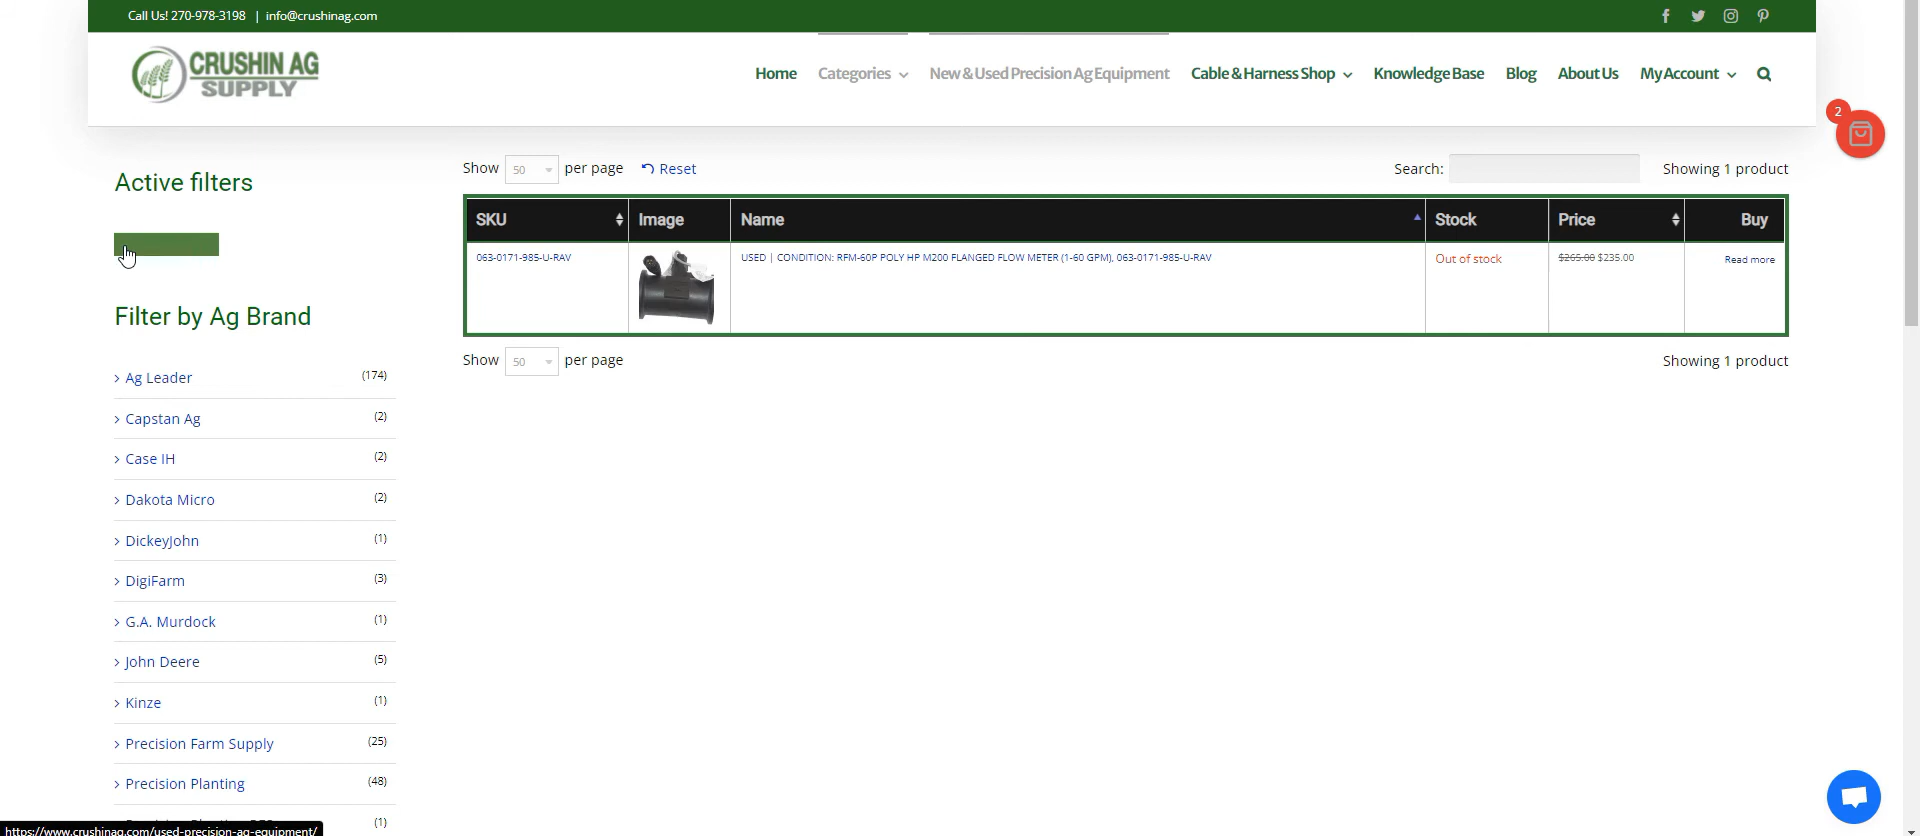 Call Us! 270-978-3198 | info@crushinag.com
CRUSHIN AG
SUPPLY
Home Categories New & Used Precision Ag Equipment Cable & Harness Shop Knowledge Base Blog About Us My Account
2
Active filters
Show 50 per page Reset Search: Showing 1 product
SKU Image Name Stock Price Buy
063-0171-985-U-RAV USED | CONDITION: RFM-60P POLY HP M200 FLANGED FLOW METER (1-60 GPM), 063-0171-985-U-RAV Out of stock $265.00 $235.00 Read more
Show 50 per page Showing 1 product
Filter by Ag Brand
Ag Leader (174)
Capstan Ag (2)
Case IH (2)
Dakota Micro (2)
DickeyJohn (1)
DigiFarm (3)
G.A. Murdock (1)
John Deere (5)
Kinze (1)
Precision Farm Supply (25)
Precision Planting (48)
(1)
https://www.crushinag.com/used-precision-ag-equipment/